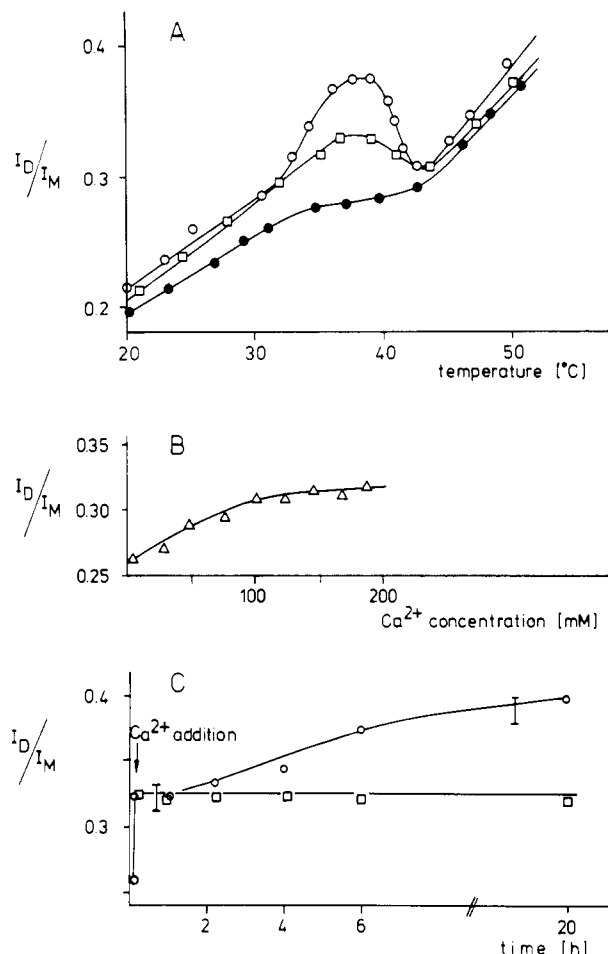 A
0.4
I_D/I_M
0.3
0.2
20 30 40 50
temperature [°C]
B
0.35
I_D/I_M
0.30
0.25
100 200
Ca²⁺ concentration [mM]
C
0.4
I_D/I_M
Ca²⁺ addition
0.3
2 4 6 20
time [h]